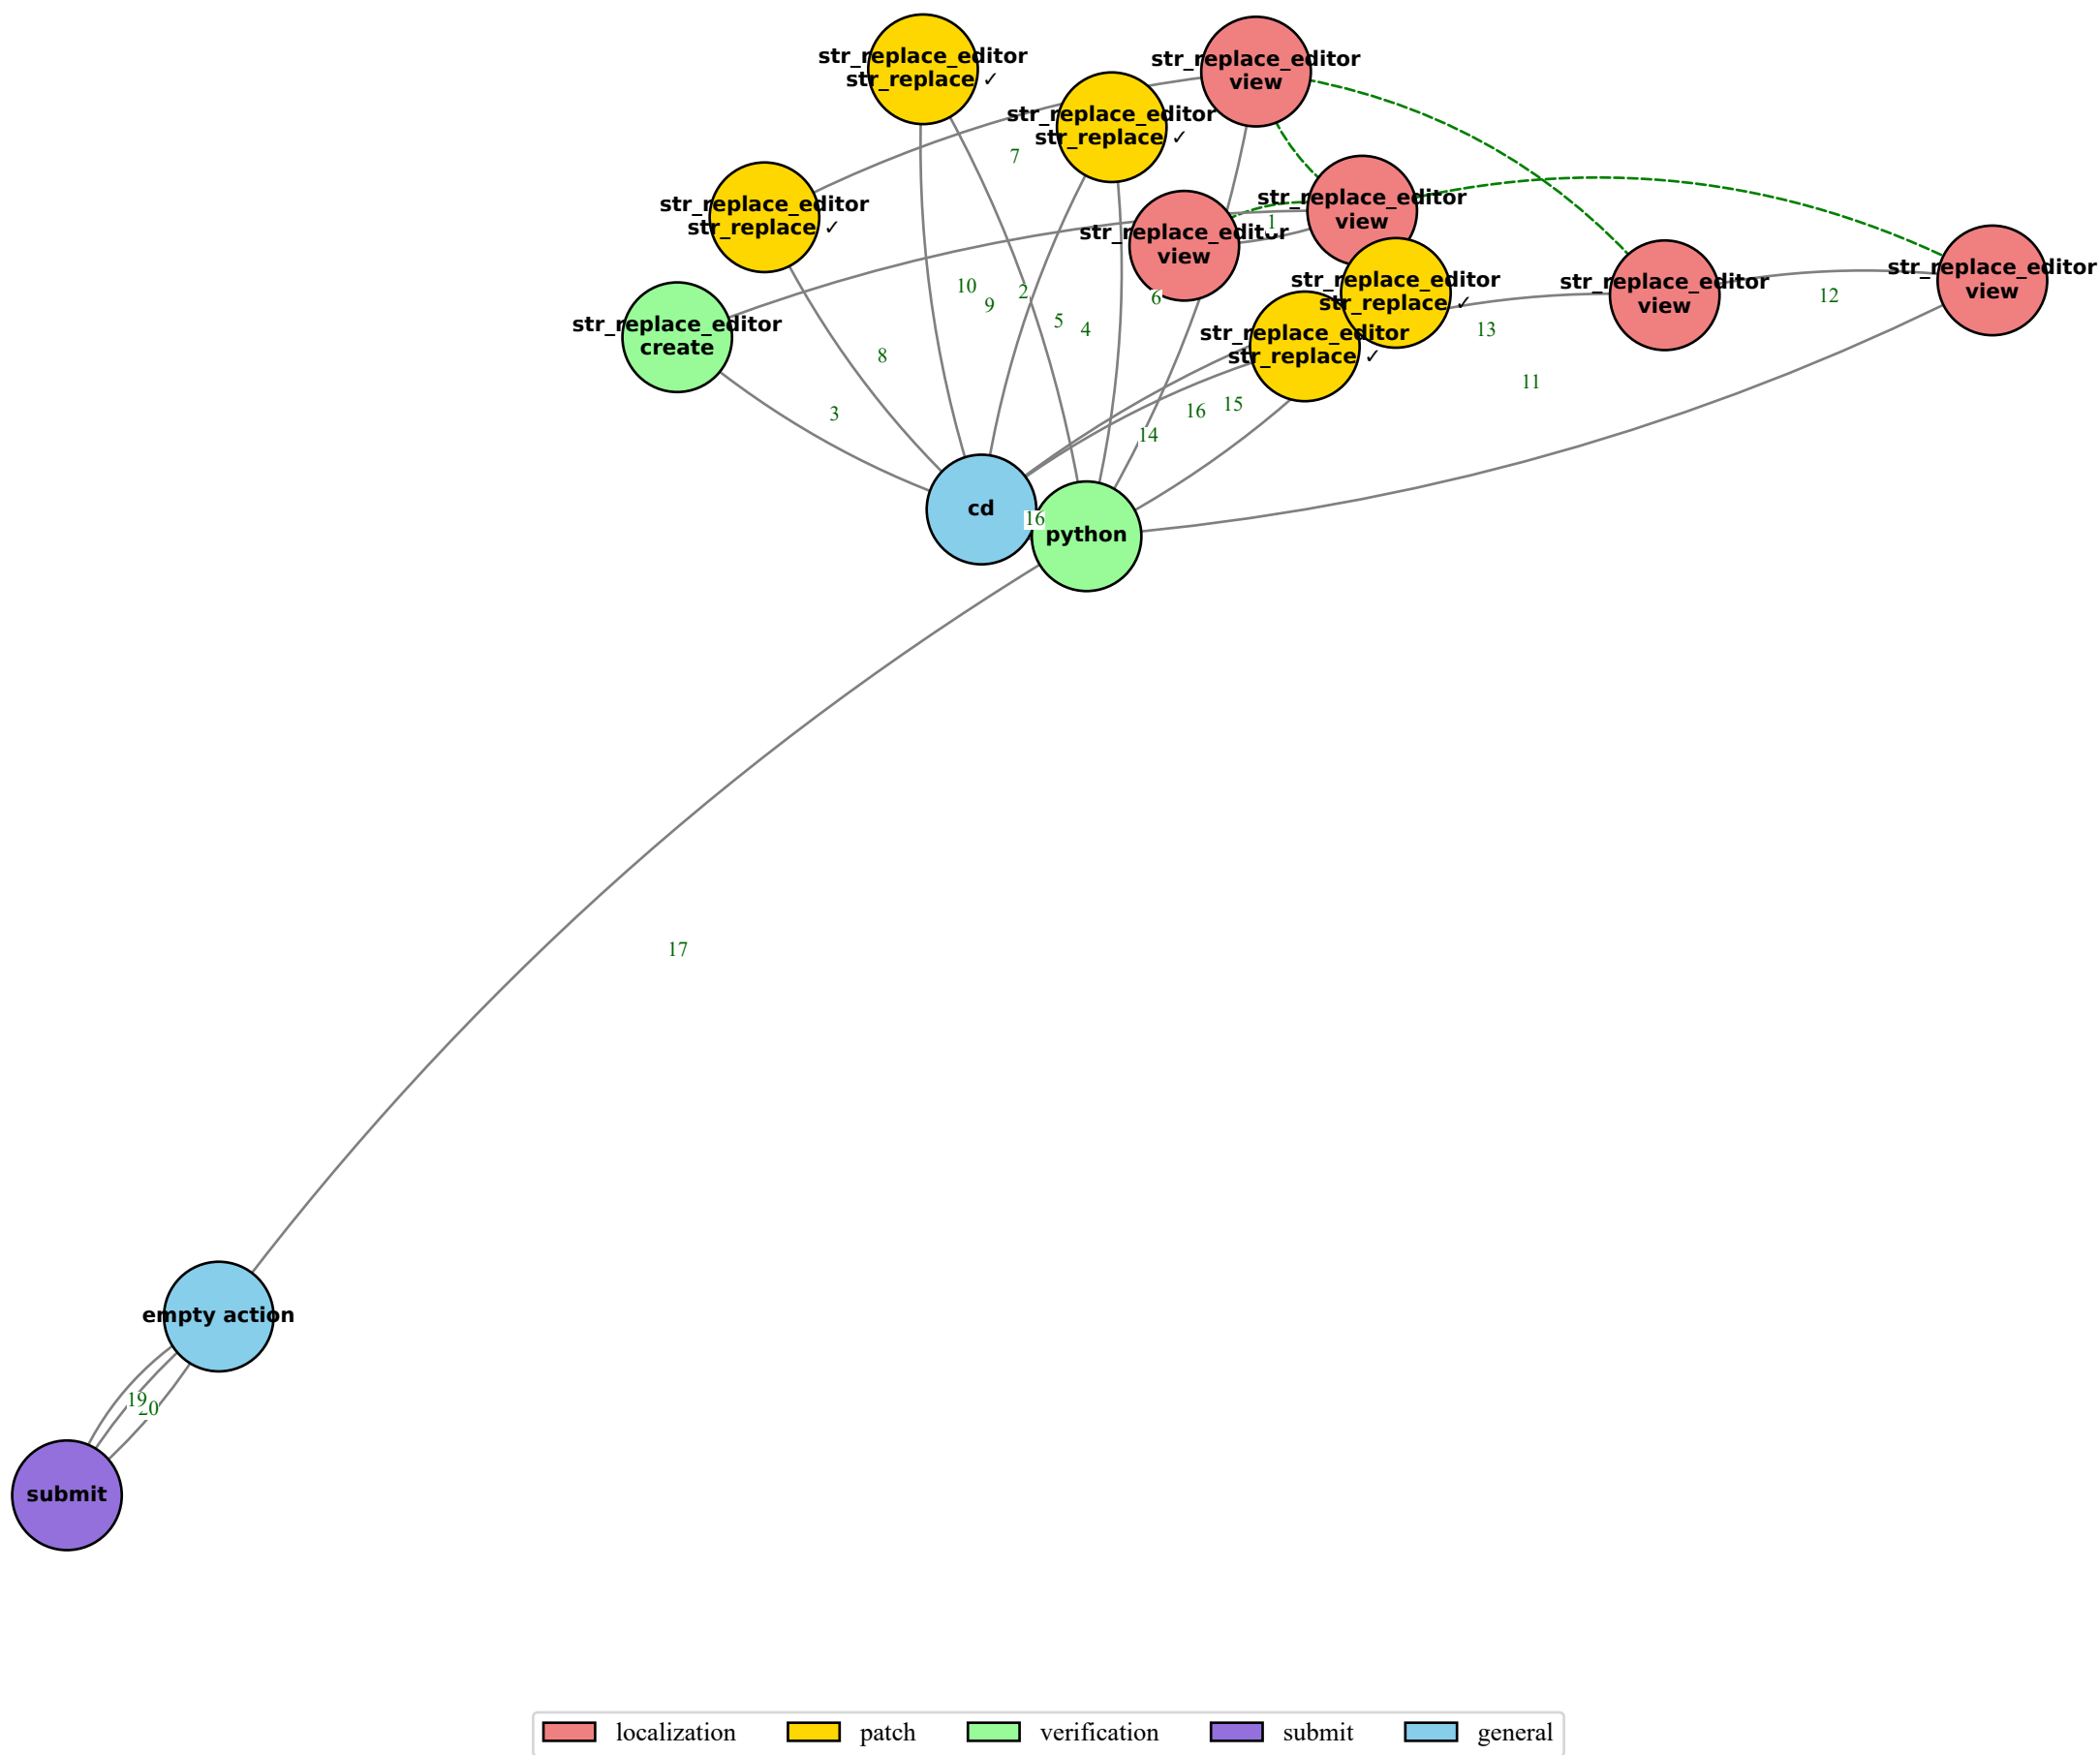 str_replace_editor
str_replace ✓
str_replace_editor
view
str_replace_editor
str_replace ✓
7
str_replace_editor
str_replace ✓
str_replace_editor
view
1
str_replace_editor
view
str_replace_editor
view
str_replace_editor
view
str_replace_editor
str_replace ✓
10
9
2
6
12
5
4
13
str_replace_editor
create
str_replace_editor
str_replace ✓
8
11
3
16
15
14
cd
16
python
17
empty action
19
20
submit
localization
patch
verification
submit
general